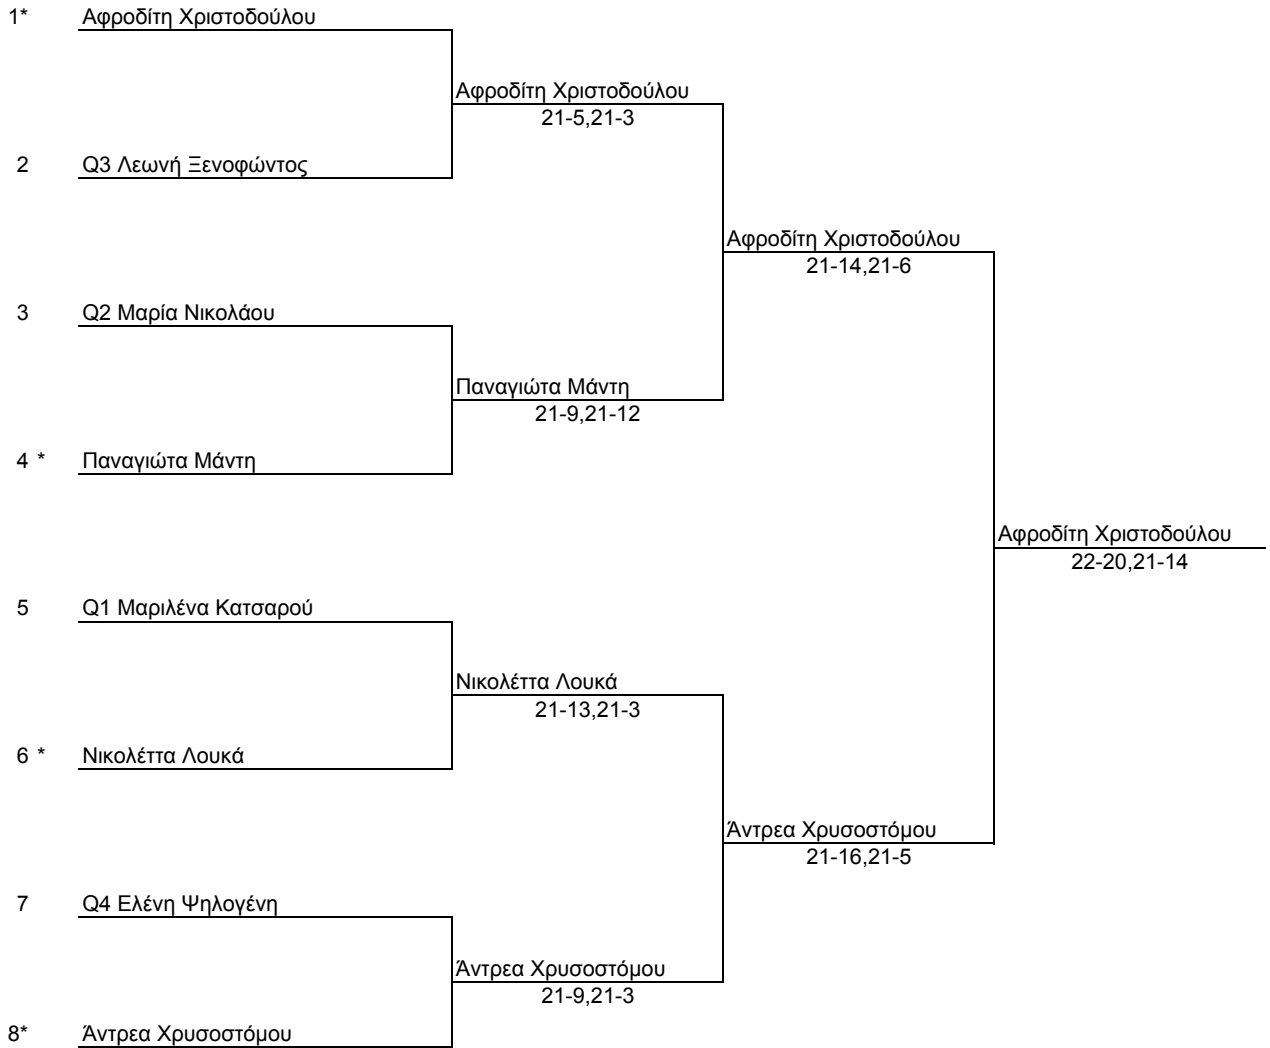 1* Αφροδίτη Χριστοδούλου
Αφροδίτη Χριστοδούλου
21-5,21-3
2 Q3 Λεωνή Ξενοφώντος
Αφροδίτη Χριστοδούλου
21-14,21-6
3 Q2 Μαρία Νικολάου
Παναγιώτα Μάντη
21-9,21-12
4 * Παναγιώτα Μάντη
Αφροδίτη Χριστοδούλου
22-20,21-14
5 Q1 Μαριλένα Κατσαρού
Νικολέττα Λουκά
21-13,21-3
6 * Νικολέττα Λουκά
Άντρεα Χρυσοστόμου
21-16,21-5
7 Q4 Ελένη Ψηλογένη
Άντρεα Χρυσοστόμου
21-9,21-3
8* Άντρεα Χρυσοστόμου